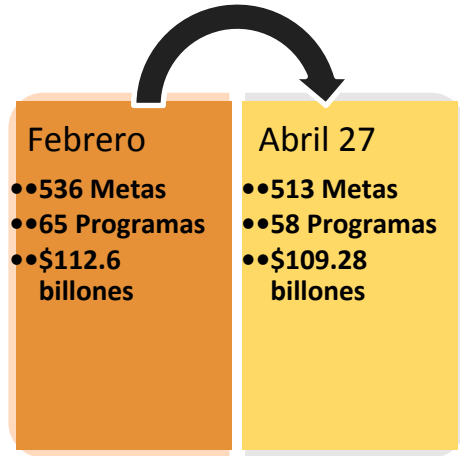 Febrero
••536 Metas
••65 Programas
••$112.6
billones
Abril 27
••513 Metas
••58 Programas
••$109.28
billones